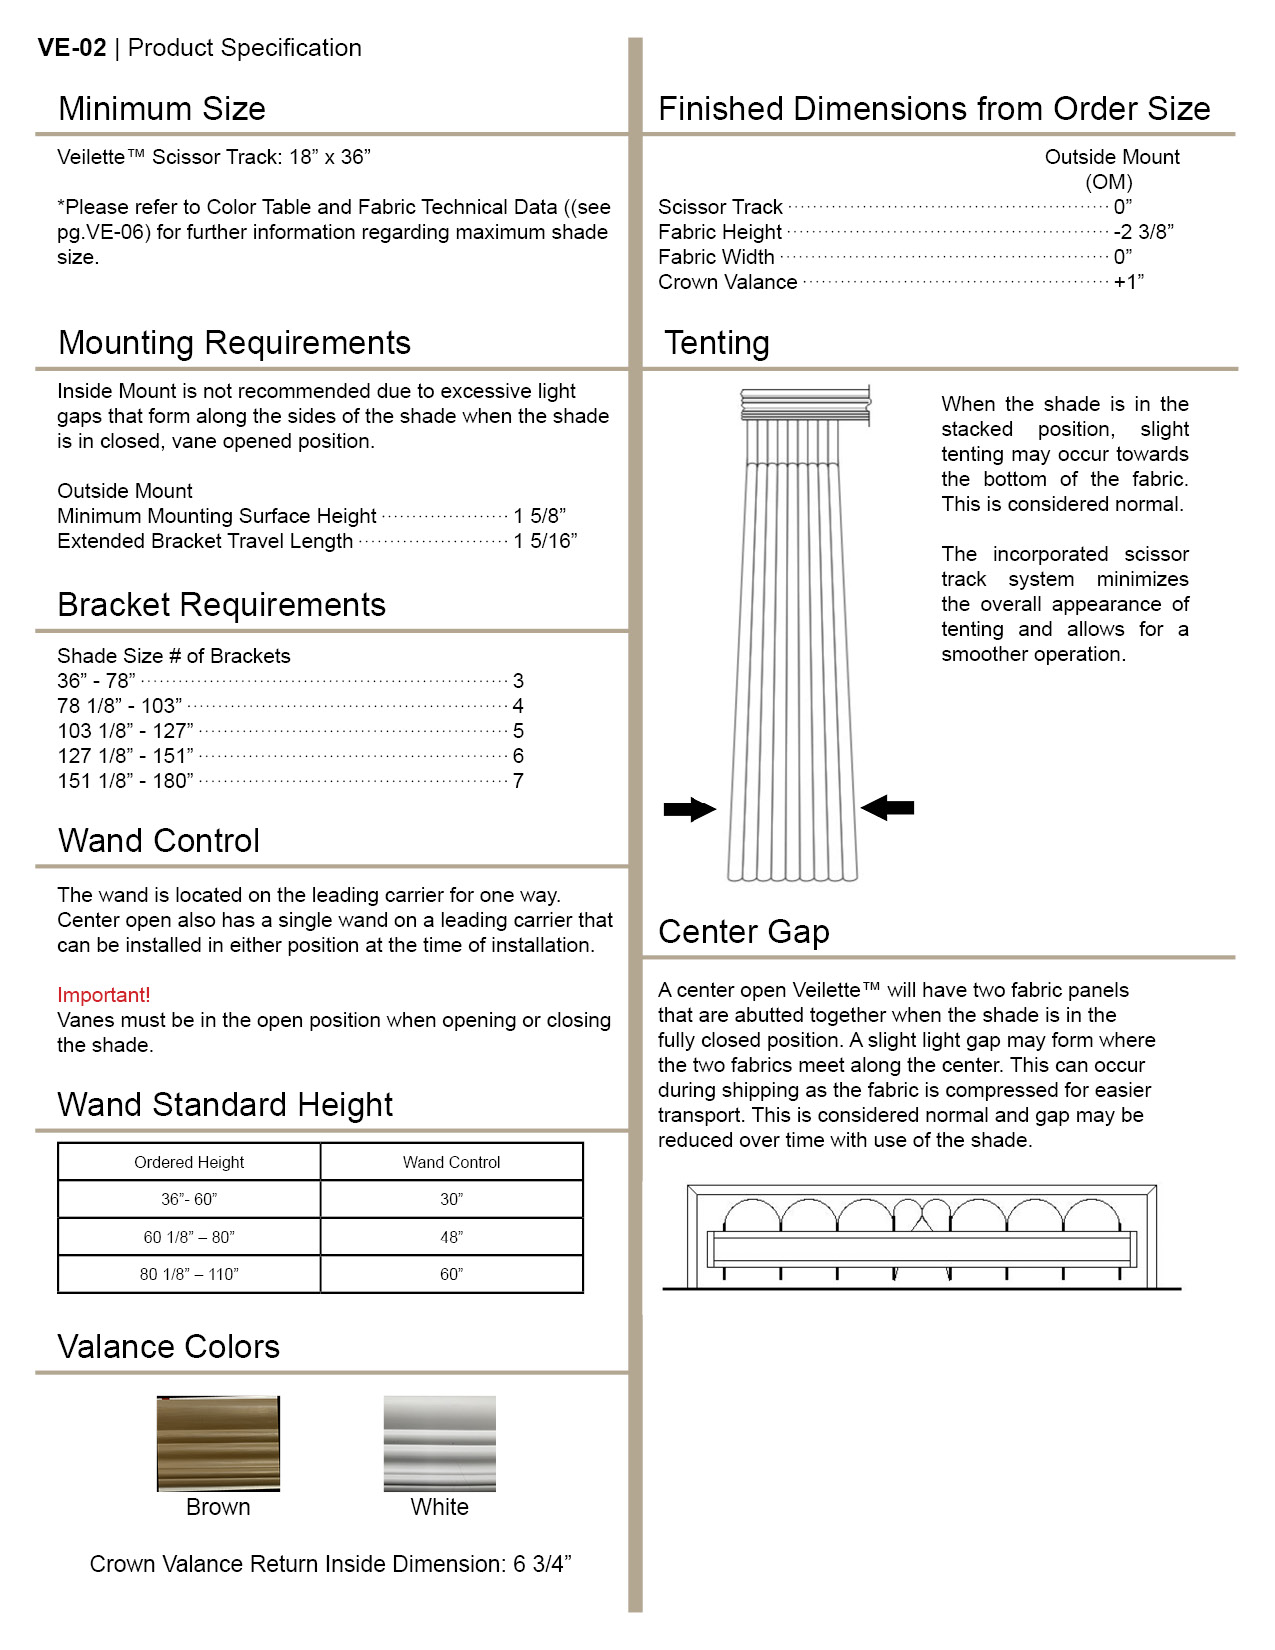 VE-02 | Product Specification
Minimum Size
Veilette™ Scissor Track: 18” x 36”
*Please refer to Color Table and Fabric Technical Data ((see
pg.VE-06) for further information regarding maximum shade
size.
Mounting Requirements
Inside Mount is not recommended due to excessive light
gaps that form along the sides of the shade when the shade
is in closed, vane opened position.
Outside Mount
Minimum Mounting Surface Height ..................... 1 5/8”
Extended Bracket Travel Length ......................... 1 5/16”
Bracket Requirements
Shade Size # of Brackets
36” - 78” ............................................................ 3
78 1/8” - 103” ..................................................... 4
103 1/8” - 127” ................................................... 5
127 1/8” - 151” ................................................... 6
151 1/8” - 180” ................................................... 7
Wand Control
The wand is located on the leading carrier for one way.
Center open also has a single wand on a leading carrier that
can be installed in either position at the time of installation.
Important!
Vanes must be in the open position when opening or closing
the shade.
Wand Standard Height
Ordered Height Wand Control
36”- 60” 30”
60 1/8” – 80” 48”
80 1/8” – 110” 60”
Valance Colors
Brown White
Crown Valance Return Inside Dimension: 6 3/4”
Finished Dimensions from Order Size
Outside Mount
(OM)
Scissor Track ..................................................... 0”
Fabric Height ..................................................... -2 3/8”
Fabric Width ...................................................... 0”
Crown Valance .................................................. +1”
Tenting
When the shade is in the
stacked position, slight
tenting may occur towards
the bottom of the fabric.
This is considered normal.
The incorporated scissor
track system minimizes
the overall appearance of
tenting and allows for a
smoother operation.
Center Gap
A center open Veilette™ will have two fabric panels
that are abutted together when the shade is in the
fully closed position. A slight light gap may form where
the two fabrics meet along the center. This can occur
during shipping as the fabric is compressed for easier
transport. This is considered normal and gap may be
reduced over time with use of the shade.